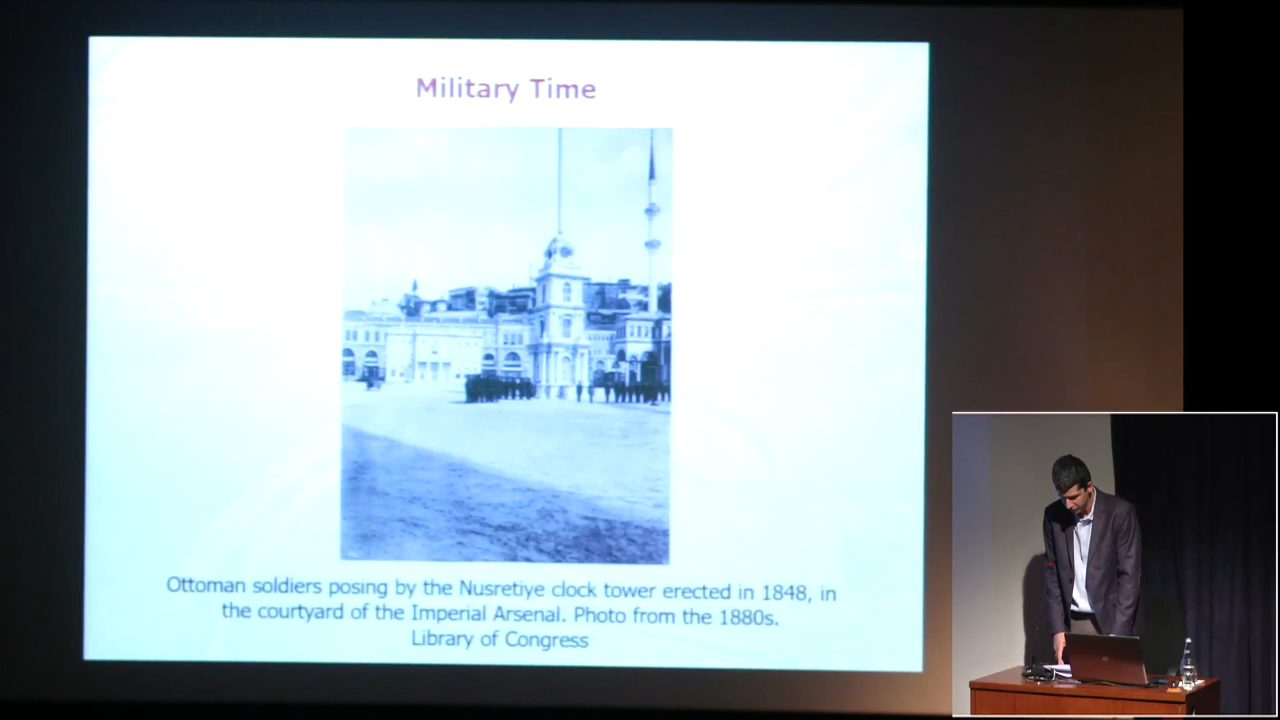 Military Time
Ottoman soldiers posing by the Nusretiye clock tower erected in 1848, in
the courtyard of the Imperial Arsenal. Photo from the 1880s.
Library of Congress